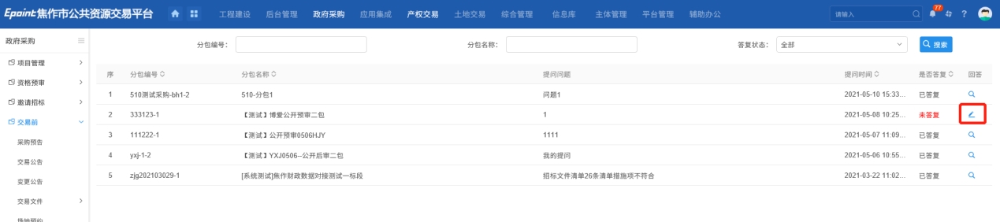 Epoint焦作市公共资源交易平台 工程建设 后台管理 政府采购 应用集成 产权交易 土地交易 综合管理 信息库 主体管理 平台管理 辅助办公 请输入 77 ?
政府采购
项目管理
资格预审
邀请招标
交易前
采购预告
交易公告
变更公告
交易文件
场地预约
分包编号: 分包名称: 答复状态: 全部 搜索
序 分包编号 分包名称 提问问题 提问时间 是否答复 回答
1 510测试采购-bh1-2 510-分包1 问题1 2021-05-10 15:33... 已答复
2 333123-1 【测试】博爱公开预审二包 1 2021-05-08 10:25... 未答复
3 111222-1 【测试】公开预审0506HJY 1111 2021-05-07 11:09... 已答复
4 yxj-1-2 【测试】YXJ0506--公开后审二包 我的提问 2021-05-06 10:55... 已答复
5 zjg202103029-1 [系统测试]焦作财政数据对接测试一标段 招标文件清单26条清单措施项不符合 2021-03-22 11:02... 已答复